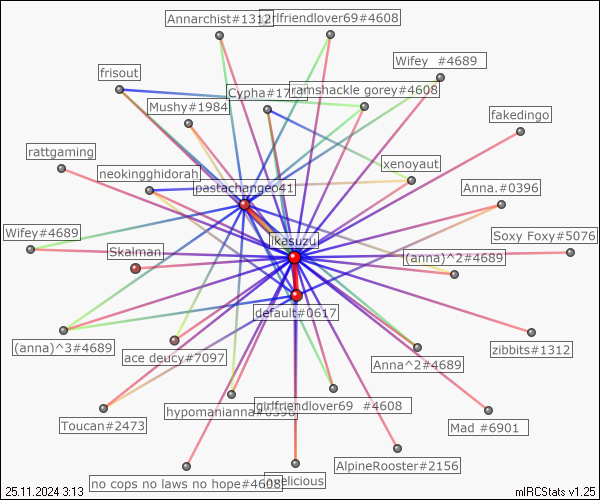 Annarchist#1312
girlfriendlover69#4608
Wifey #4689
frisout
Cypha#17
ramshackle gorey#4608
Mushy#1984
fakedingo
rattgaming
xenoyaut
neokingghidorah
pastachangeo41
Anna.#0396
Wifey#4689
ikasuzu
Soxy Foxy#5076
Skalman
(anna)^2#4689
default#0617
(anna)^3#4689
ace deucy#7097
Anna^2#4689
zibbits#1312
Toucan#2473
hypomanianna#0396
girlfriendlover69 #4608
Mad #6901
AlpineRooster#2156
no cops no laws no hope#4608
elicious
25.11.2024 3:13
mIRCStats v1.25